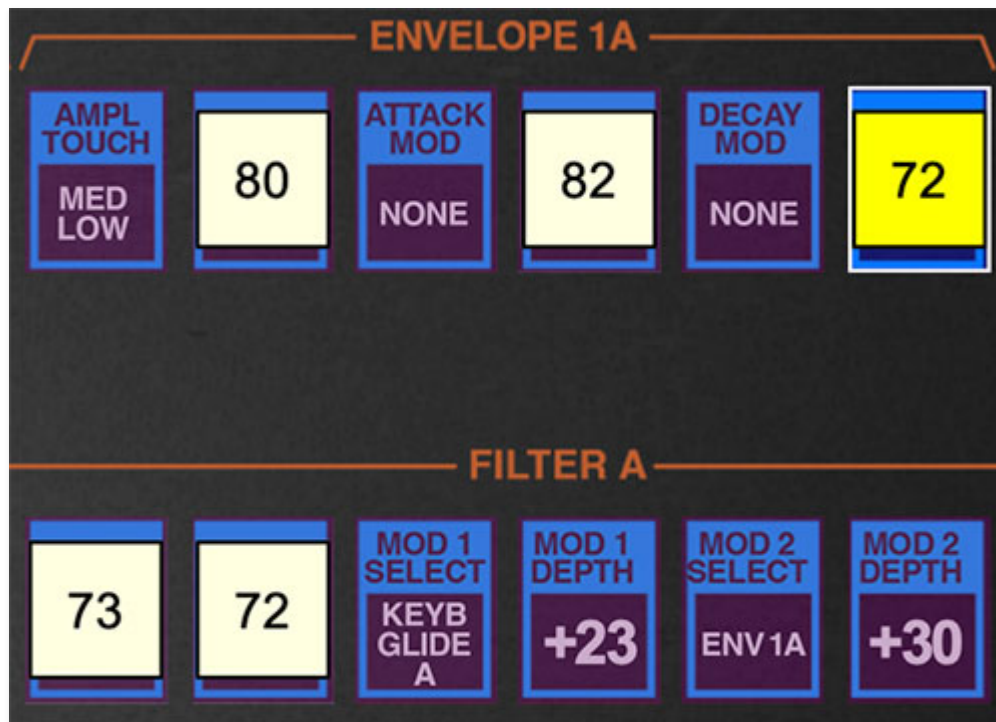 ENVELOPE 1A
AMPL
TOUCH
MED
LOW
80
ATTACK
MOD
NONE
82
DECAY
MOD
NONE
72
FILTER A
73
72
MOD 1
SELECT
KEYB
GLIDE
A
MOD 1
DEPTH
+23
MOD 2
SELECT
ENV 1A
MOD 2
DEPTH
+30